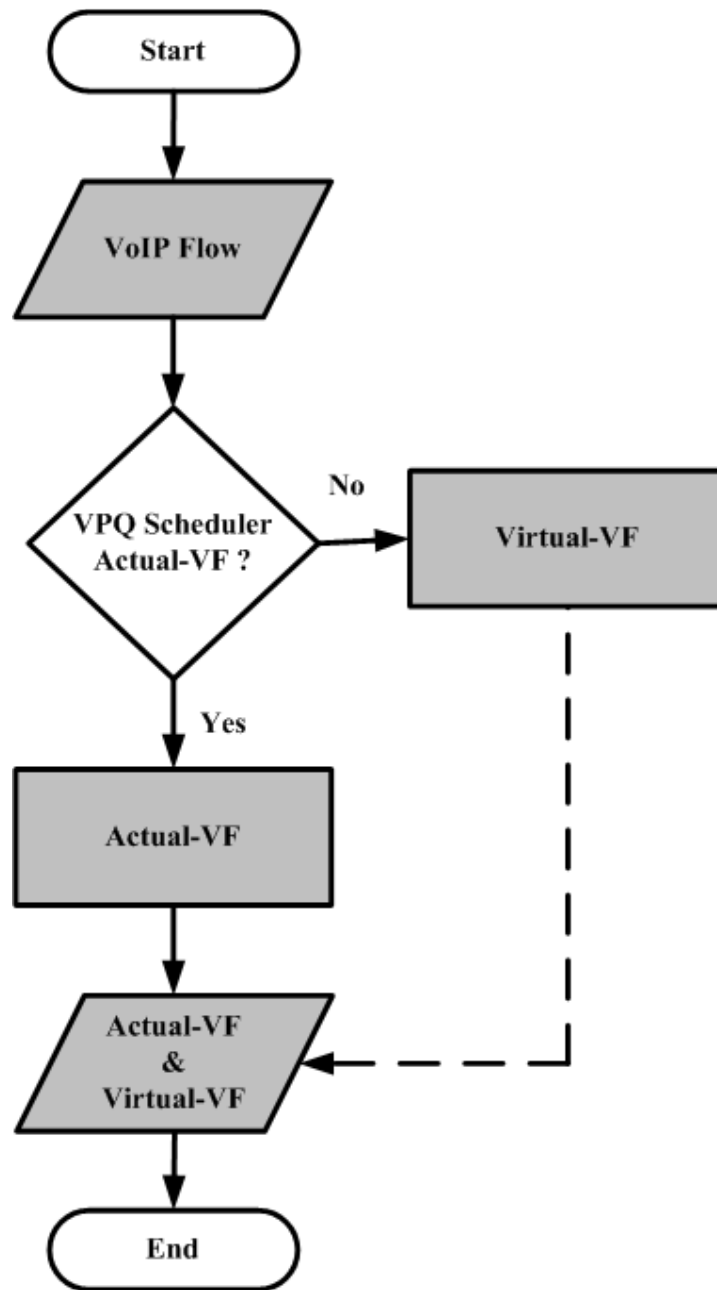 Start
VoIP Flow
VPQ Scheduler
Actual-VF ?
No
Virtual-VF
Yes
Actual-VF
Actual-VF
&
Virtual-VF
End